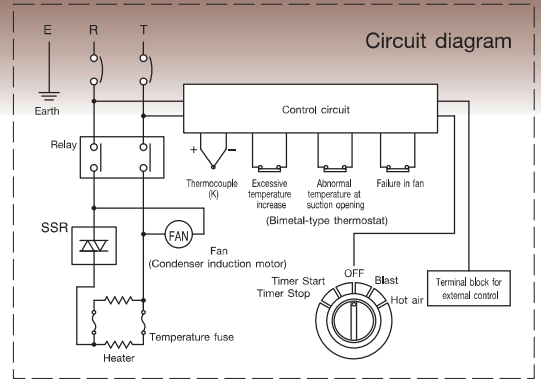 E R T
Circuit diagram
Earth
Control circuit
Relay
+ −
Thermocouple
(K)
Excessive
temperature
increase
Abnormal
temperature at
suction opening
Failure in fan
(Bimetal-type thermostat)
SSR
FAN
Fan
(Condenser induction motor)
OFF
Timer Start
Blast
Timer Stop
Hot air
Terminal block for
external control
Temperature fuse
Heater